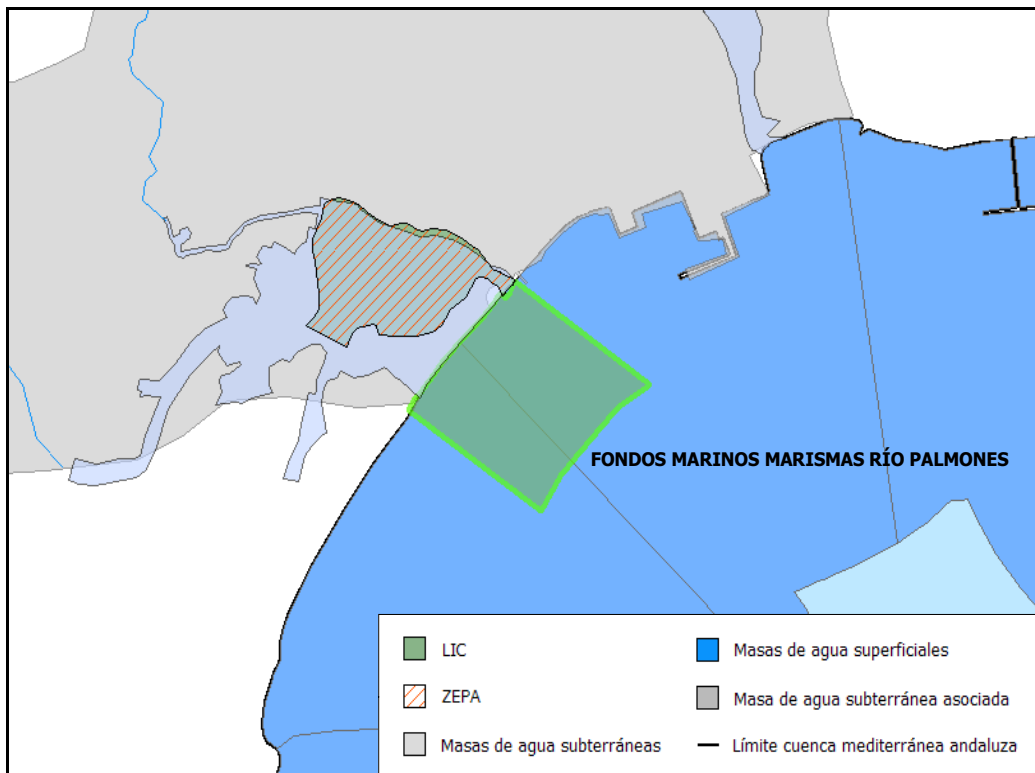 FONDOS MARINOS MARISMAS RÍO PALMONES
LIC
ZEPA
Masas de agua subterráneas
Masas de agua superficiales
Masa de agua subterránea asociada
Límite cuenca mediterránea andaluza